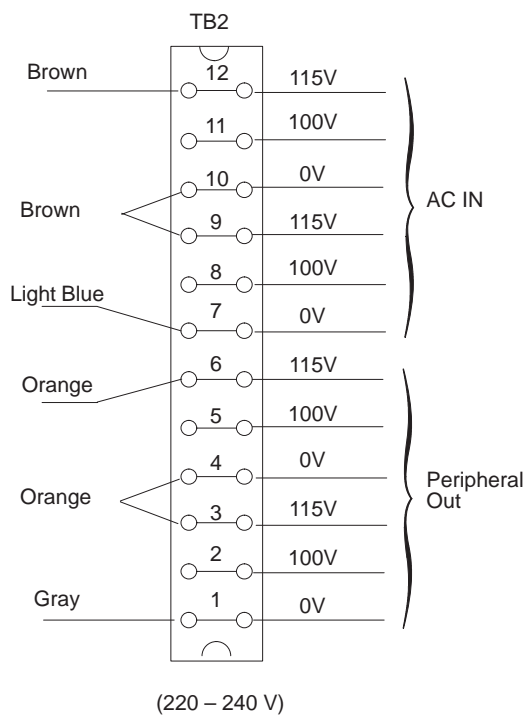 TB2
Brown 12 115V
11 100V
10 0V
Brown 9 115V
AC IN
8 100V
Light Blue 7 0V
6 115V
Orange
5 100V
4 0V
Orange 3 115V
Peripheral
Out
2 100V
Gray 1 0V
(220 – 240 V)